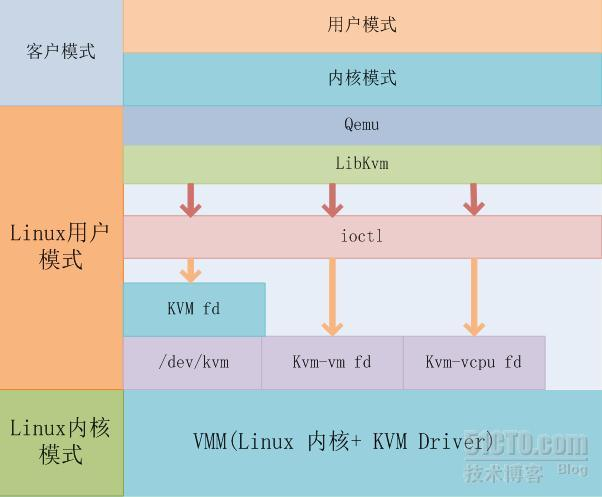 客户模式
用户模式
内核模式
Linux用户
模式
Qemu
LibKvm
ioctl
KVM fd
/dev/kvm
Kvm-vm fd
Kvm-vcpu fd
Linux内核
模式
VMM(Linux 内核+ KVM Driver)
51CTO.com
技术博客 Blog